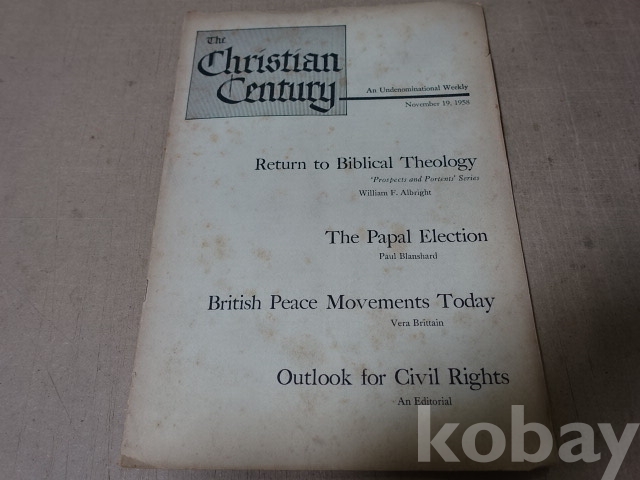 The
Christian
Century
An Undenominational Weekly
November 19, 1958
Return to Biblical Theology
'Prospects and Portents' Series
William F. Albright
The Papal Election
Paul Blanshard
British Peace Movements Today
Vera Brittain
Outlook for Civil Rights
An Editorial
kobay